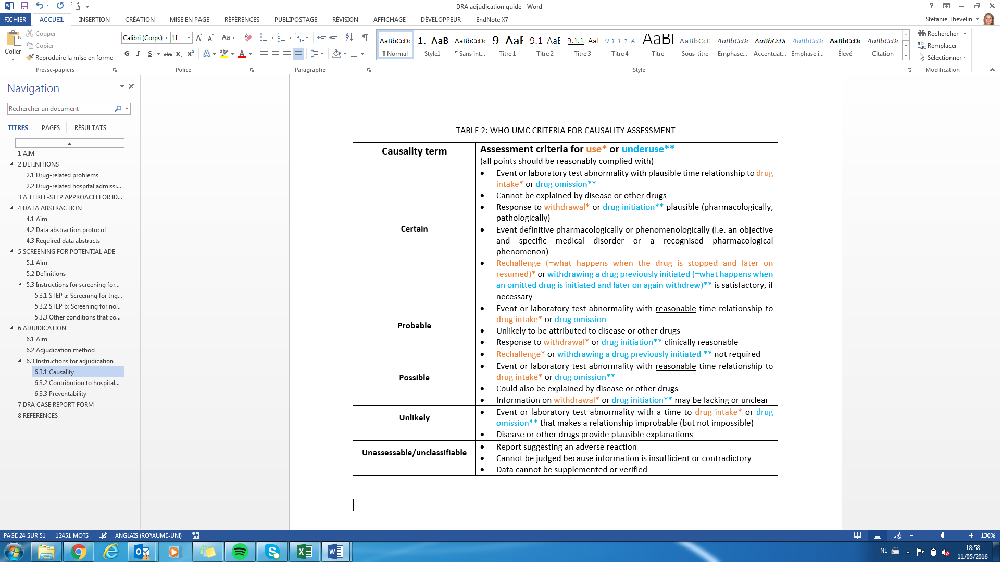 DRA adjudication guide - Word
FICHIER ACCUEIL INSERTION CRÉATION MISE EN PAGE RÉFÉRENCES PUBLIPOSTAGE RÉVISION AFFICHAGE DÉVELOPPEUR EndNote X7
Stefanie Thevelin
Coller
Couper
Copier
Reproduire la mise en forme
Presse-papiers
Calibri (Corps) 11
Police
Paragraphe
AaBbCcDc 1. AaB AaBbCcDc 9 AaE 9.1 AaE 9.1.1 Aa 9.1.1.1 A AaBl AaBbCcD AaBbCcDc AaBbCcDc AaBbCcDc AaBbCcDc AaBbCcDc
¶ Normal Style1 ¶ Sans int... Titre 1 Titre 2 Titre 3 Titre 4 Titre Sous-titre Emphase... Accentuat... Emphase i... Élevé Citation
Style
Rechercher
Remplacer
Sélectionner
Modification
Navigation
Rechercher un document
TITRES PAGES RÉSULTATS
1 AIM
2 DEFINITIONS
2.1 Drug-related problems
2.2 Drug-related hospital admissi...
3 A THREE-STEP APPROACH FOR ID...
4 DATA ABSTRACTION
4.1 Aim
4.2 Data abstraction protocol
4.3 Required data abstracts
5 SCREENING FOR POTENTIAL ADE
5.1 Aim
5.2 Definitions
5.3 Instructions for screening for...
5.3.1 STEP a: Screening for trig...
5.3.2 STEP b: Screening for no...
5.3.3 Other conditions that co...
6 ADJUDICATION
6.1 Aim
6.2 Adjudication method
6.3 Instructions for adjudication
6.3.1 Causality
6.3.2 Contribution to hospital...
6.3.3 Preventability
7 DRA CASE REPORT FORM
8 REFERENCES
TABLE 2: WHO UMC CRITERIA FOR CAUSALITY ASSESSMENT
Causality term
Assessment criteria for use* or underuse**
(all points should be reasonably complied with)
Certain
• Event or laboratory test abnormality with plausible time relationship to drug
intake* or drug omission**
• Cannot be explained by disease or other drugs
• Response to withdrawal* or drug initiation** plausible (pharmacologically,
pathologically)
• Event definitive pharmacologically or phenomenologically (i.e. an objective
and specific medical disorder or a recognised pharmacological
phenomenon)
• Rechallenge (=what happens when the drug is stopped and later on
resumed)* or withdrawing a drug previously initiated (=what happens when
an omitted drug is initiated and later on again withdrew)** is satisfactory, if
necessary
Probable
• Event or laboratory test abnormality with reasonable time relationship to
drug intake* or drug omission
• Unlikely to be attributed to disease or other drugs
• Response to withdrawal* or drug initiation** clinically reasonable
• Rechallenge* or withdrawing a drug previously initiated ** not required
Possible
• Event or laboratory test abnormality with reasonable time relationship to
drug intake* or drug omission**
• Could also be explained by disease or other drugs
• Information on withdrawal* or drug initiation** may be lacking or unclear
Unlikely
• Event or laboratory test abnormality with a time to drug intake* or drug
omission** that makes a relationship improbable (but not impossible)
• Disease or other drugs provide plausible explanations
Unassessable/unclassifiable
• Report suggesting an adverse reaction
• Cannot be judged because information is insufficient or contradictory
• Data cannot be supplemented or verified
PAGE 24 SUR 51 12451 MOTS ANGLAIS (ROYAUME-UNI) 130%
NL 18:58
11/05/2016